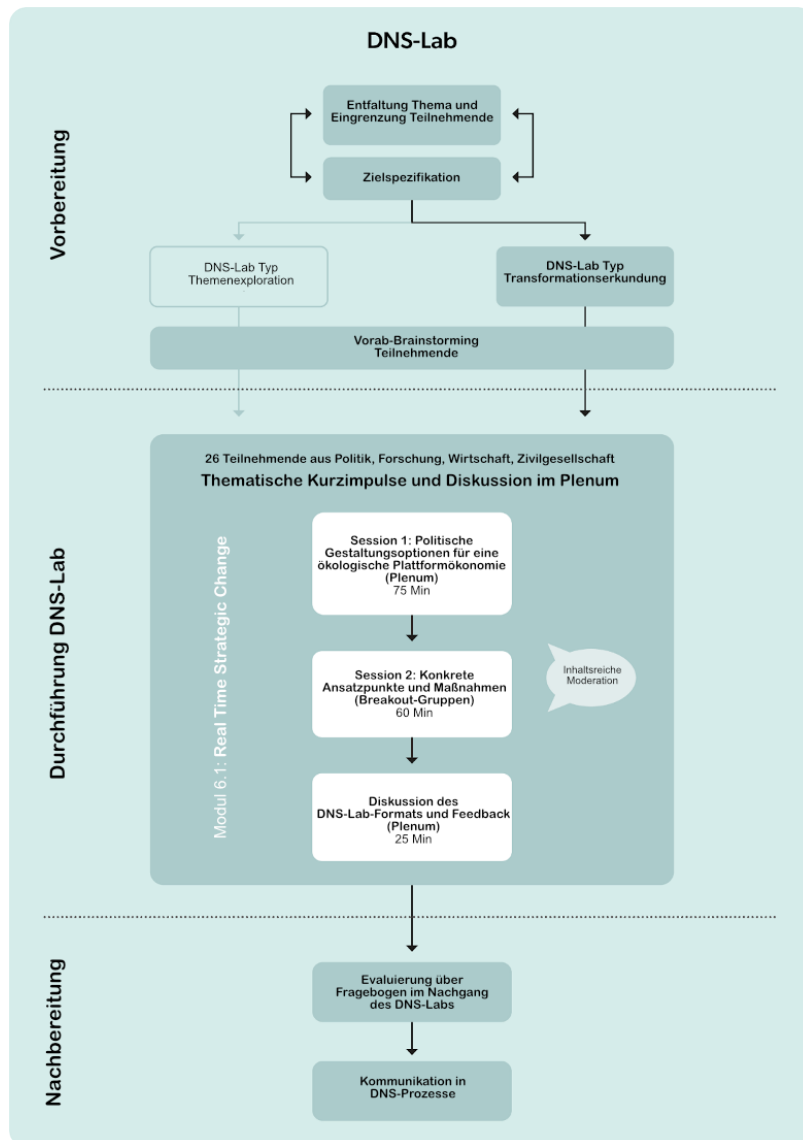 DNS-Lab
Vorbereitung
Entfaltung Thema und
Eingrenzung Teilnehmende
Zielspezifikation
DNS-Lab Typ
Themenexploration
DNS-Lab Typ
Transformationserkundung
Vorab-Brainstorming
Teilnehmende
Durchführung DNS-Lab
26 Teilnehmende aus Politik, Forschung, Wirtschaft, Zivilgesellschaft
Thematische Kurzimpulse und Diskussion im Plenum
Modul 6.1: Real Time Strategic Change
Session 1: Politische
Gestaltungsoptionen für eine
ökologische Plattformökonomie
(Plenum)
75 Min
Session 2: Konkrete
Ansatzpunkte und Maßnahmen
(Breakout-Gruppen)
60 Min
Inhaltsreiche
Moderation
Diskussion des
DNS-Lab-Formats und Feedback
(Plenum)
25 Min
Nachbereitung
Evaluierung über
Fragebogen im Nachgang
des DNS-Labs
Kommunikation in
DNS-Prozesse